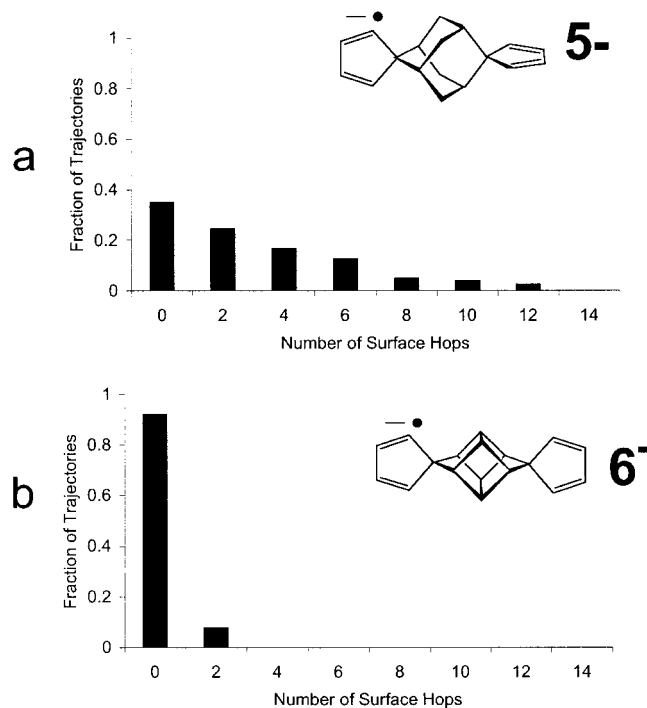 5-
a
Fraction of Trajectories
1
0.8
0.6
0.4
0.2
0
0 2 4 6 8 10 12 14
Number of Surface Hops
6-
b
Fraction of Trajectories
1
0.8
0.6
0.4
0.2
0
0 2 4 6 8 10 12 14
Number of Surface Hops